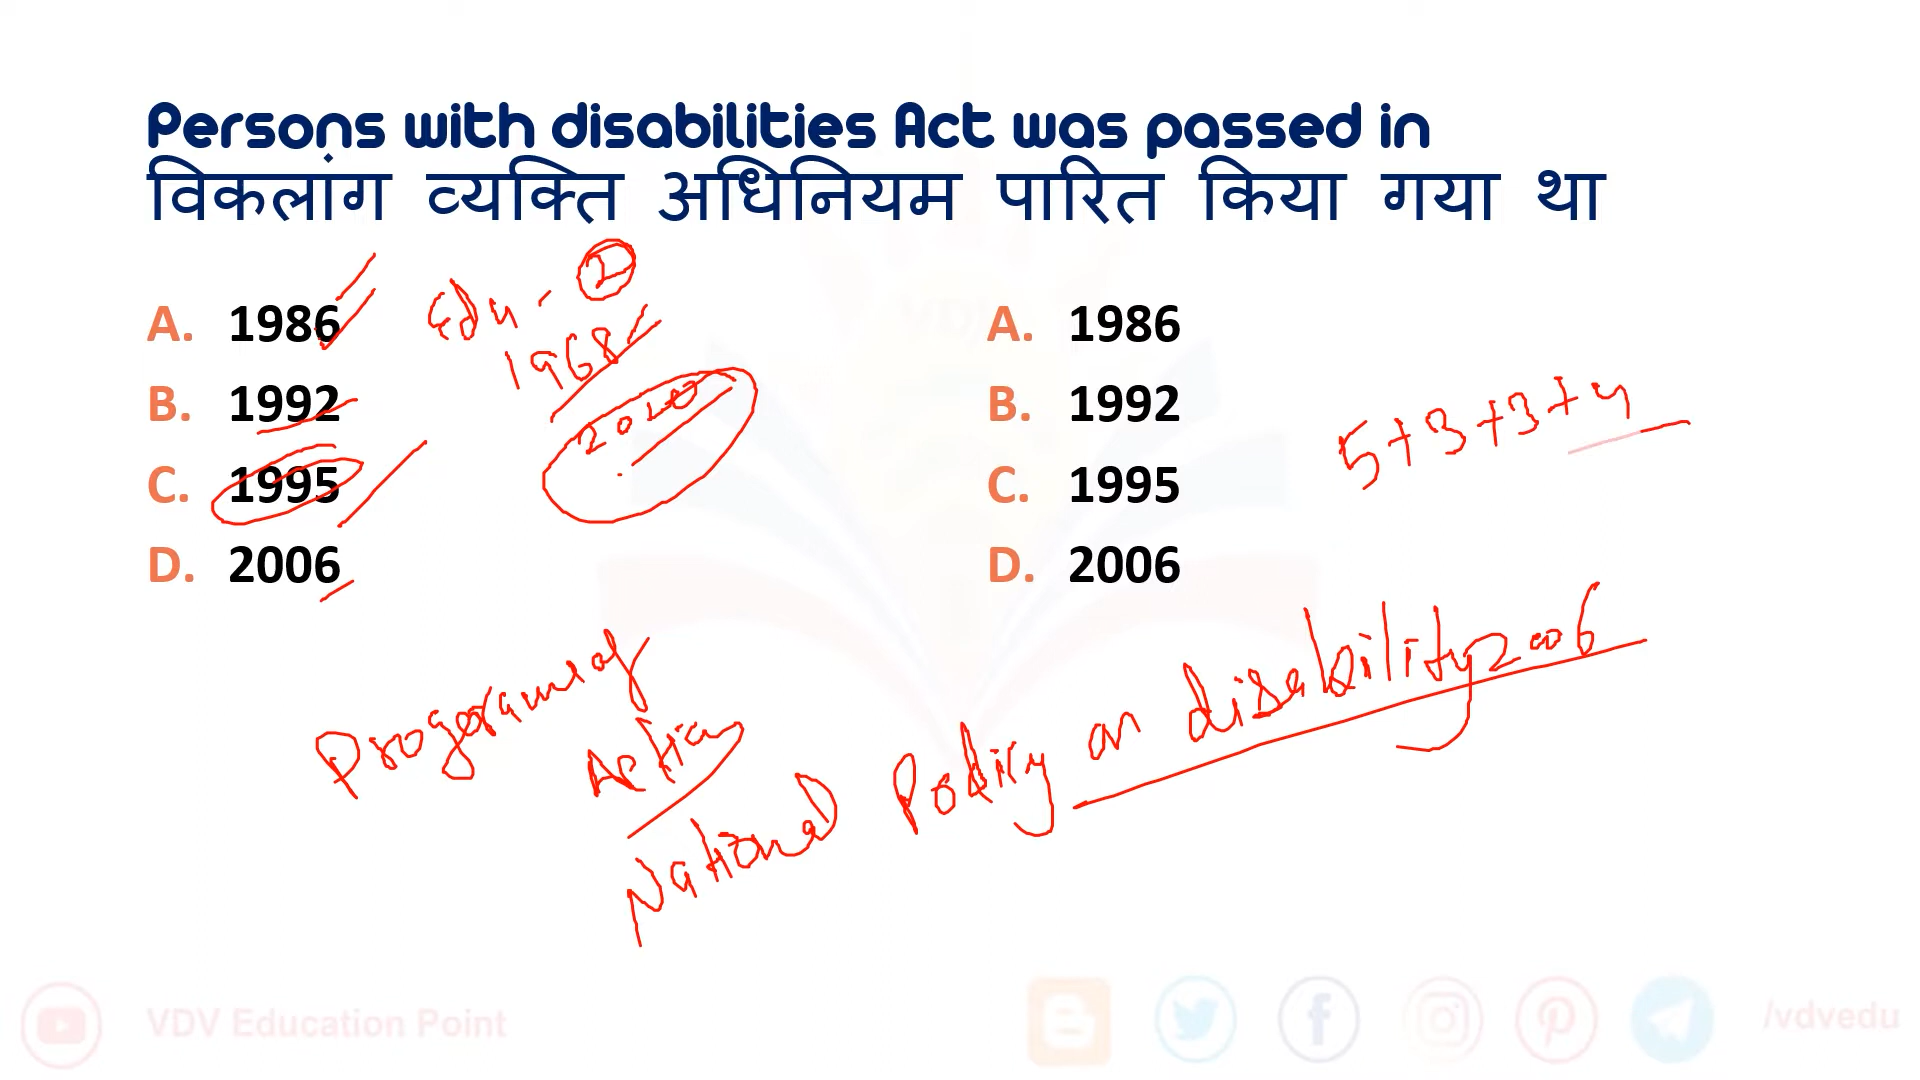 Persons with disabilities Act was passed in
विकलांग व्यक्ति अधिनियम पारित किया गया था
A. 1986
B. 1992
C. 1995
D. 2006
A. 1986
B. 1992
C. 1995
D. 2006
Edu - 2
1968
2020
5+3+3+4
Programe of
Action
National Policy on disability 2006
VDV Education Point
/vdvedu